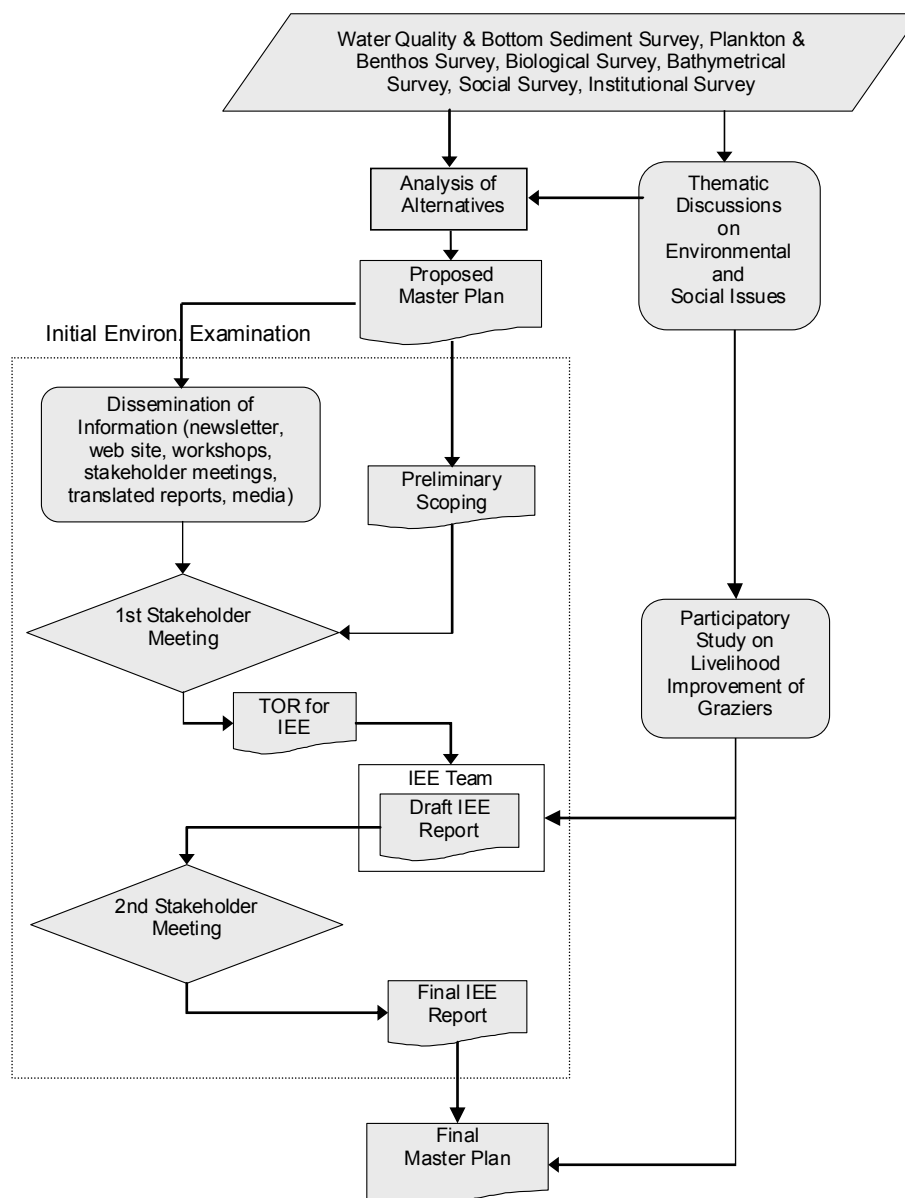 Water Quality & Bottom Sediment Survey, Plankton &
Benthos Survey, Biological Survey, Bathymetrical
Survey, Social Survey, Institutional Survey
Analysis of
Alternatives
Thematic
Discussions
on
Environmental
and
Social Issues
Proposed
Master Plan
Initial Environ. Examination
Dissemination of
Information (newsletter,
web site, workshops,
stakeholder meetings,
translated reports, media)
Preliminary
Scoping
1st Stakeholder
Meeting
Participatory
Study on
Livelihood
Improvement of
Graziers
TOR for
IEE
IEE Team
Draft IEE
Report
2nd Stakeholder
Meeting
Final IEE
Report
Final
Master Plan